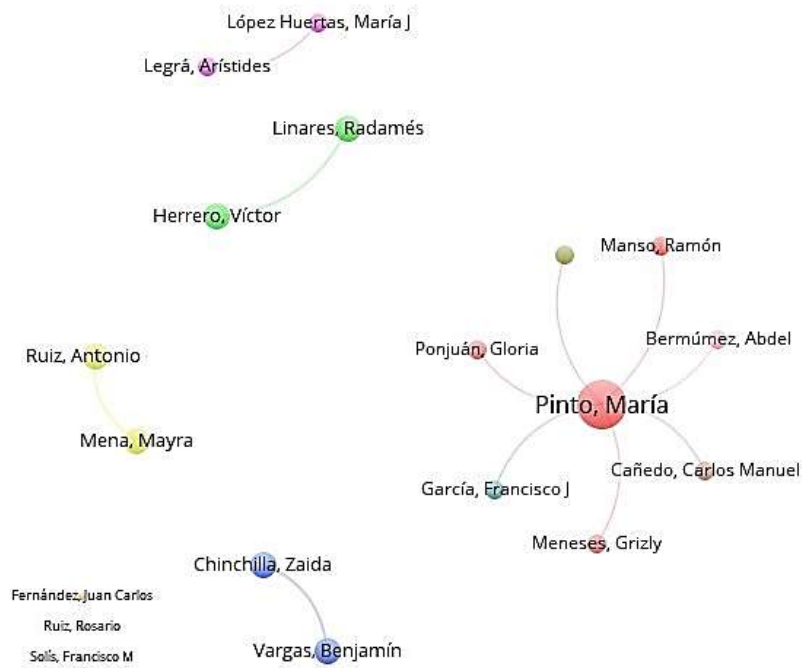 López Huertas, María J
Legrá, Arístides
Linares, Radamés
Herrero, Víctor
Manso, Ramón
Bermúmez, Abdel
Ponjuán, Gloria
Ruiz, Antonio
Pinto, María
Mena, Mayra
Cañedo, Carlos Manuel
García, Francisco J
Meneses, Grizly
Chinchilla, Zaida
Fernández, Juan Carlos
Ruiz, Rosario
Vargas, Benjamín
Solís, Francisco M